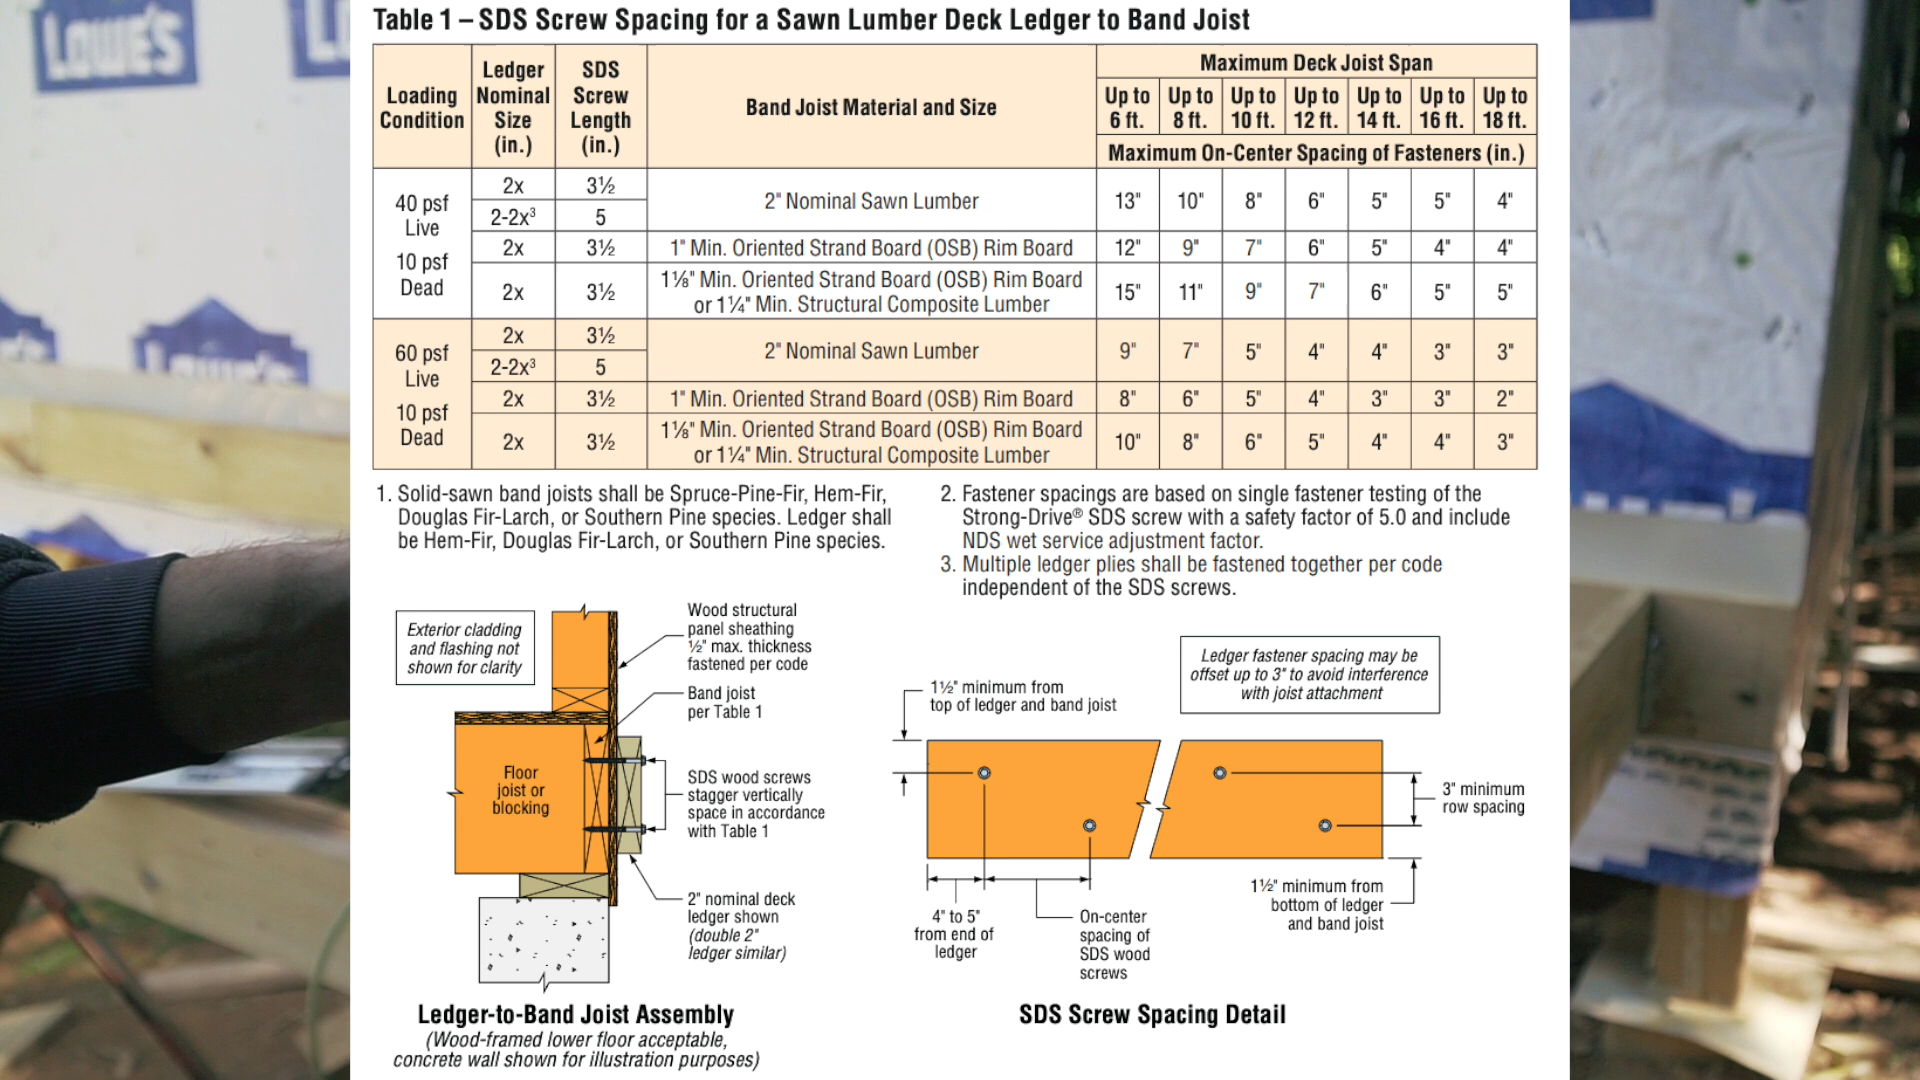 LOWE'S
Table 1 – SDS Screw Spacing for a Sawn Lumber Deck Ledger to Band Joist
Loading Condition
Ledger Nominal Size (in.)
SDS Screw Length (in.)
Band Joist Material and Size
Maximum Deck Joist Span
Up to 6 ft. Up to 8 ft. Up to 10 ft. Up to 12 ft. Up to 14 ft. Up to 16 ft. Up to 18 ft.
Maximum On-Center Spacing of Fasteners (in.)
40 psf Live
10 psf Dead
2x 3½
2-2x³ 5
2" Nominal Sawn Lumber 13" 10" 8" 6" 5" 5" 4"
2x 3½ 1" Min. Oriented Strand Board (OSB) Rim Board 12" 9" 7" 6" 5" 4" 4"
2x 3½ 1⅛" Min. Oriented Strand Board (OSB) Rim Board
or 1¼" Min. Structural Composite Lumber 15" 11" 9" 7" 6" 5" 5"
60 psf Live
10 psf Dead
2x 3½
2-2x³ 5
2" Nominal Sawn Lumber 9" 7" 5" 4" 4" 3" 3"
2x 3½ 1" Min. Oriented Strand Board (OSB) Rim Board 8" 6" 5" 4" 3" 3" 2"
2x 3½ 1⅛" Min. Oriented Strand Board (OSB) Rim Board
or 1¼" Min. Structural Composite Lumber 10" 8" 6" 5" 4" 4" 3"
1. Solid-sawn band joists shall be Spruce-Pine-Fir, Hem-Fir,
Douglas Fir-Larch, or Southern Pine species. Ledger shall
be Hem-Fir, Douglas Fir-Larch, or Southern Pine species.
2. Fastener spacings are based on single fastener testing of the
Strong-Drive® SDS screw with a safety factor of 5.0 and include
NDS wet service adjustment factor.
3. Multiple ledger plies shall be fastened together per code
independent of the SDS screws.
Exterior cladding
and flashing not
shown for clarity
Wood structural
panel sheathing
½" max. thickness
fastened per code
Band joist
per Table 1
Floor
joist or
blocking
SDS wood screws
stagger vertically
space in accordance
with Table 1
2" nominal deck
ledger shown
(double 2"
ledger similar)
Ledger-to-Band Joist Assembly
(Wood-framed lower floor acceptable,
concrete wall shown for illustration purposes)
Ledger fastener spacing may be
offset up to 3" to avoid interference
with joist attachment
1½" minimum from
top of ledger and band joist
3" minimum
row spacing
1½" minimum from
bottom of ledger
and band joist
4" to 5"
from end of
ledger
On-center
spacing of
SDS wood
screws
SDS Screw Spacing Detail
LOWE'S